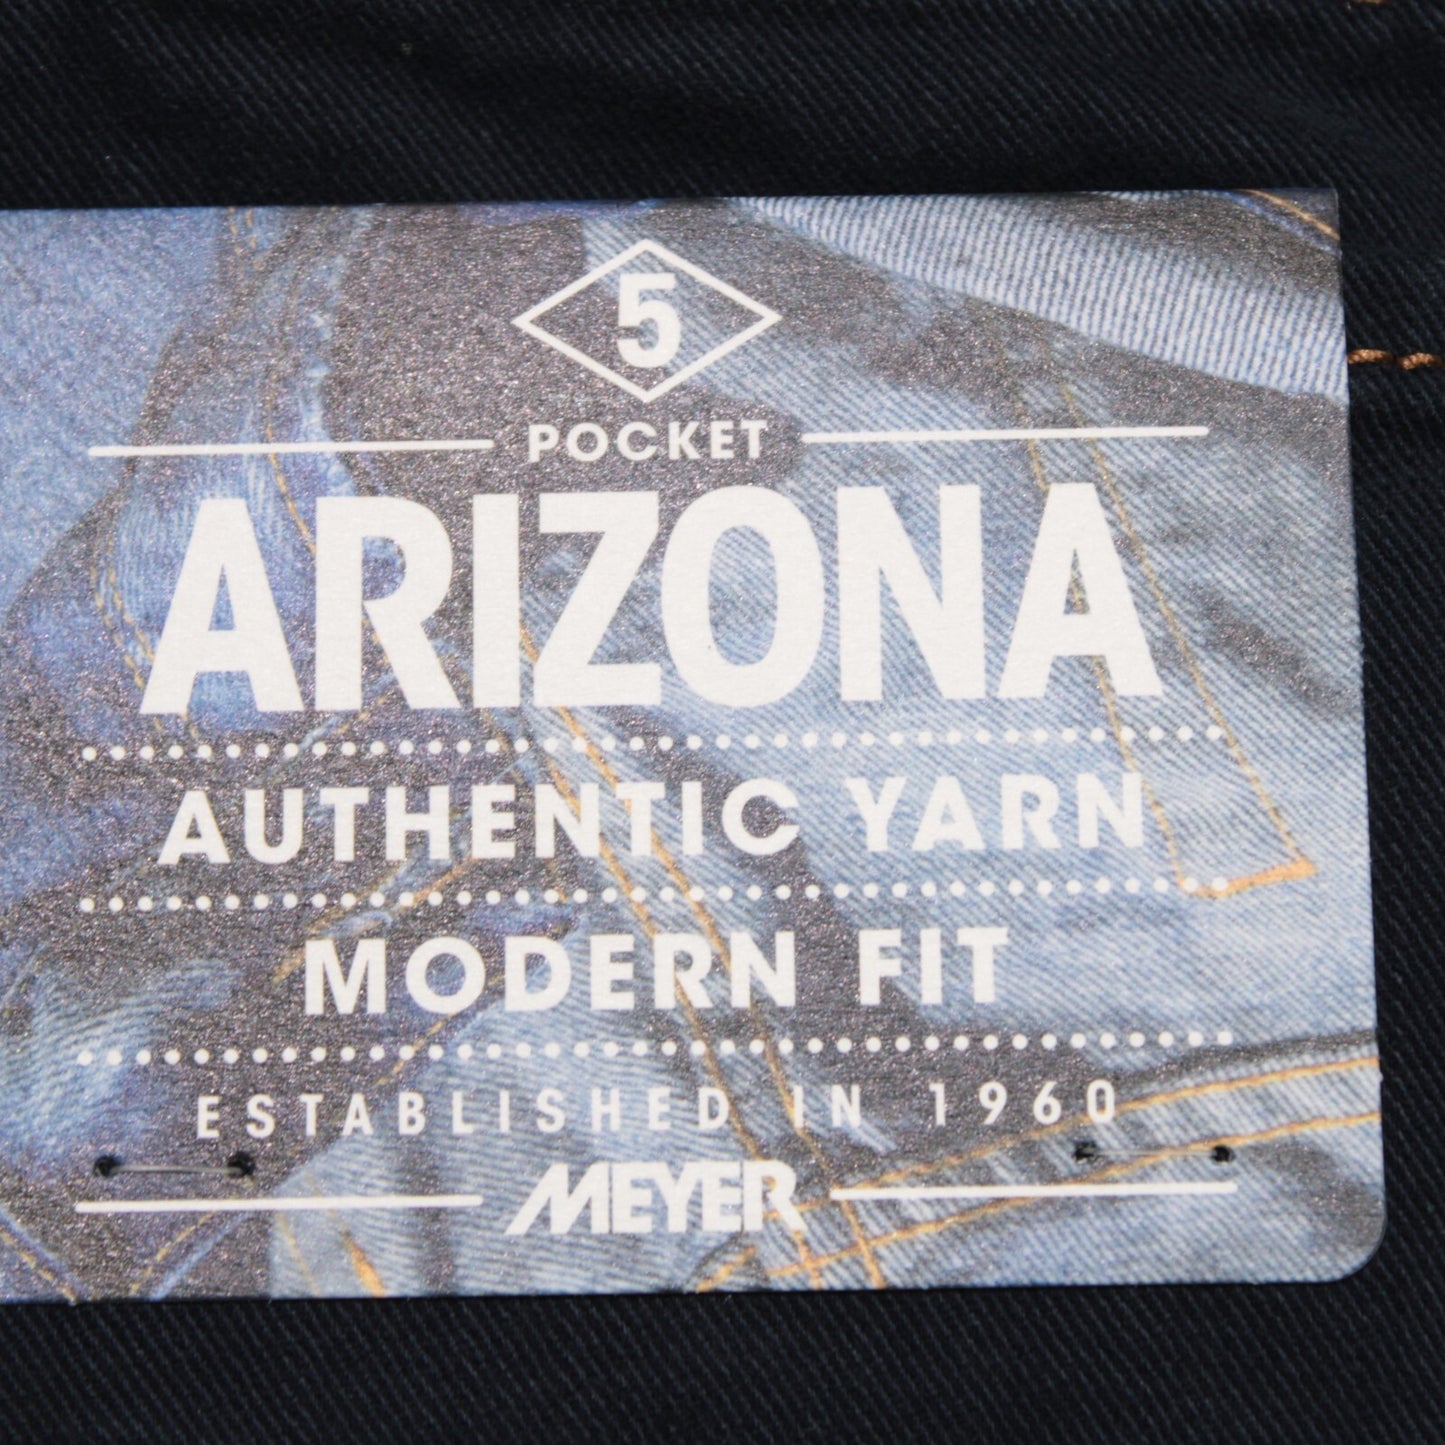 5
POCKET
ARIZONA
AUTHENTIC YARN
MODERN FIT
ESTABLISHED IN 1960
MEYER